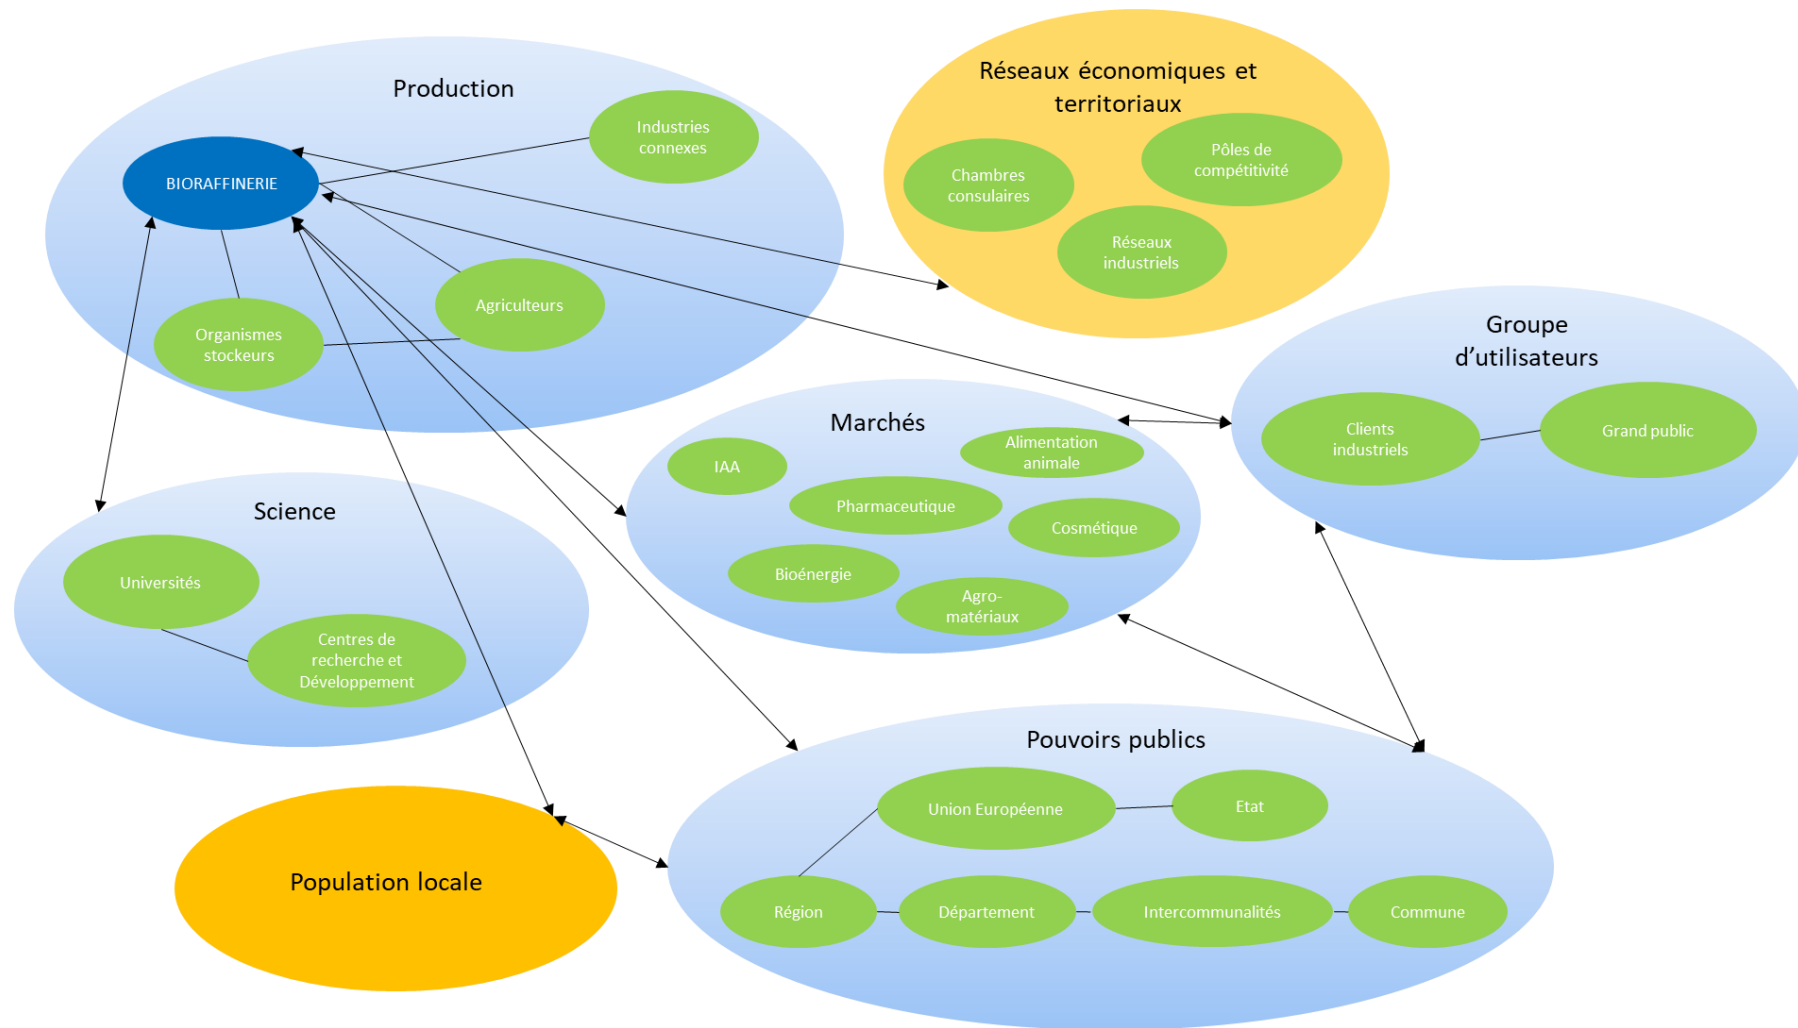 Production
Industries
connexes
BIORAFFINERIE
Agriculteurs
Organismes
stockeurs
Réseaux économiques et
territoriaux
Pôles de
compétitivité
Chambres
consulaires
Réseaux
industriels
Groupe
d’utilisateurs
Clients
industriels
Grand public
Marchés
IAA
Alimentation
animale
Pharmaceutique
Cosmétique
Bioénergie
Agro-
matériaux
Science
Universités
Centres de
recherche et
Développement
Pouvoirs publics
Union Européenne
Etat
Région
Département
Intercommunalités
Commune
Population locale